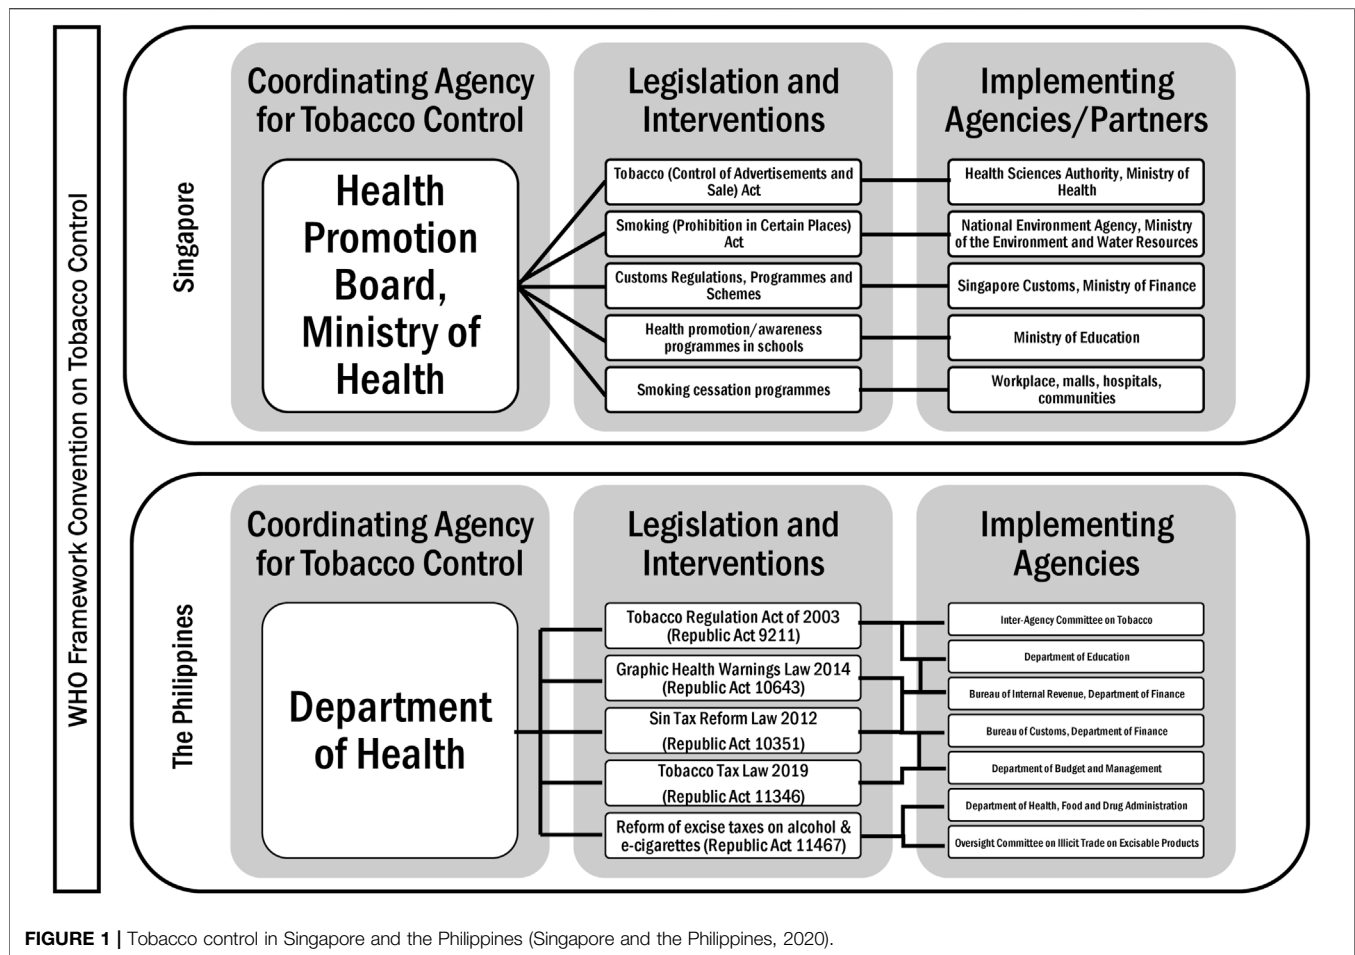 WHO Framework Convention on Tobacco Control
Singapore
Coordinating Agency
for Tobacco Control
Health
Promotion
Board,
Ministry of
Health
Legislation and
Interventions
Tobacco (Control of Advertisements and
Sale) Act
Smoking (Prohibition in Certain Places)
Act
Customs Regulations, Programmes and
Schemes
Health promotion/awareness
programmes in schools
Smoking cessation programmes
Implementing
Agencies/Partners
Health Sciences Authority, Ministry of
Health
National Environment Agency, Ministry
of the Environment and Water Resources
Singapore Customs, Ministry of Finance
Ministry of Education
Workplace, malls, hospitals,
communities
The Philippines
Coordinating Agency
for Tobacco Control
Department
of Health
Legislation and
Interventions
Tobacco Regulation Act of 2003
(Republic Act 9211)
Graphic Health Warnings Law 2014
(Republic Act 10643)
Sin Tax Reform Law 2012
(Republic Act 10351)
Tobacco Tax Law 2019
(Republic Act 11346)
Reform of excise taxes on alcohol &
e-cigarettes (Republic Act 11467)
Implementing
Agencies
Inter-Agency Committee on Tobacco
Department of Education
Bureau of Internal Revenue, Department of Finance
Bureau of Customs, Department of Finance
Department of Budget and Management
Department of Health, Food and Drug Administration
Oversight Committee on Illicit Trade on Excisable Products
FIGURE 1 | Tobacco control in Singapore and the Philippines (Singapore and the Philippines, 2020).